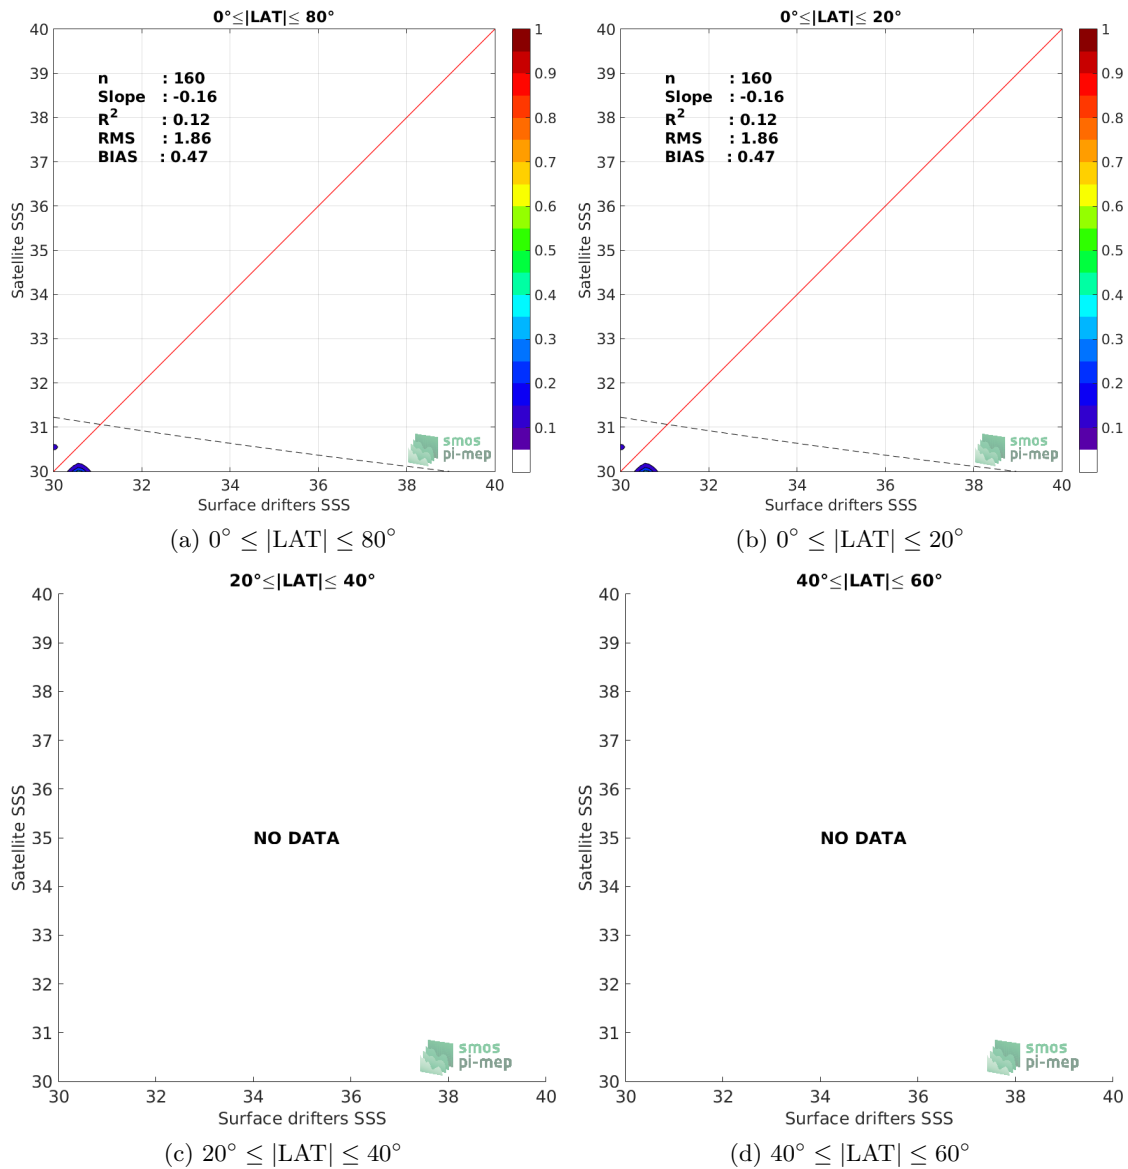 0°≤|LAT|≤ 80°
40
39
38
37
36
35
34
33
32
31
30
n : 160
Slope : -0.16
R² : 0.12
RMS : 1.86
BIAS : 0.47
Satellite SSS
smos
pi-mep
30 32 34 36 38 40
Surface drifters SSS
1
0.9
0.8
0.7
0.6
0.5
0.4
0.3
0.2
0.1
(a) 0° ≤ |LAT| ≤ 80°
0°≤|LAT|≤ 20°
40
39
38
37
36
35
34
33
32
31
30
n : 160
Slope : -0.16
R² : 0.12
RMS : 1.86
BIAS : 0.47
Satellite SSS
smos
pi-mep
30 32 34 36 38 40
Surface drifters SSS
1
0.9
0.8
0.7
0.6
0.5
0.4
0.3
0.2
0.1
(b) 0° ≤ |LAT| ≤ 20°
20°≤|LAT|≤ 40°
40
39
38
37
36
35
34
33
32
31
30
Satellite SSS
NO DATA
smos
pi-mep
30 32 34 36 38 40
Surface drifters SSS
(c) 20° ≤ |LAT| ≤ 40°
40°≤|LAT|≤ 60°
40
39
38
37
36
35
34
33
32
31
30
Satellite SSS
NO DATA
smos
pi-mep
30 32 34 36 38 40
Surface drifters SSS
(d) 40° ≤ |LAT| ≤ 60°